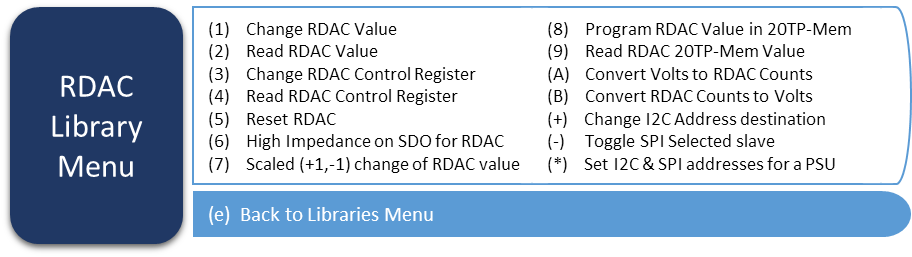 RDAC
Library
Menu
(1) Change RDAC Value
(2) Read RDAC Value
(3) Change RDAC Control Register
(4) Read RDAC Control Register
(5) Reset RDAC
(6) High Impedance on SDO for RDAC
(7) Scaled (+1,-1) change of RDAC value
(8) Program RDAC Value in 20TP-Mem
(9) Read RDAC 20TP-Mem Value
(A) Convert Volts to RDAC Counts
(B) Convert RDAC Counts to Volts
(+) Change I2C Address destination
(-) Toggle SPI Selected slave
(*) Set I2C & SPI addresses for a PSU
(e) Back to Libraries Menu